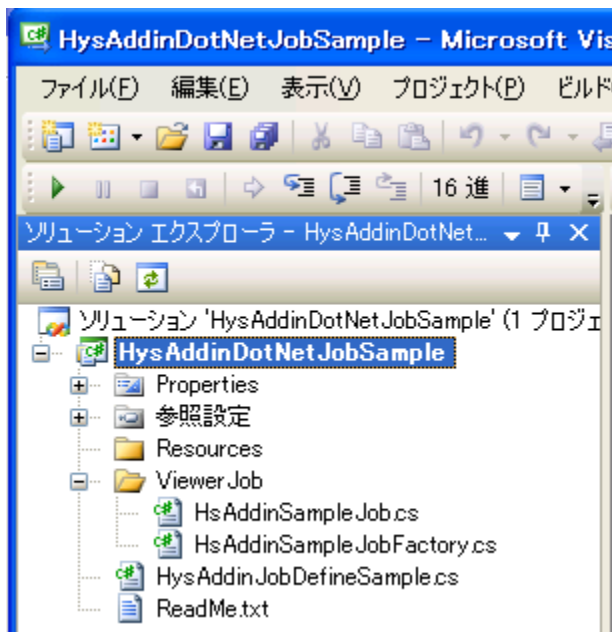 HysAddinDotNetJobSample - Microsoft Vis
ファイル(F) 編集(E) 表示(V) プロジェクト(P) ビルド
16 進
ソリューション エクスプローラ - HysAddinDotNet...
ソリューション 'HysAddinDotNetJobSample' (1 プロジェ
HysAddinDotNetJobSample
Properties
参照設定
Resources
ViewerJob
HsAddinSampleJob.cs
HsAddinSampleJobFactory.cs
HysAddinJobDefineSample.cs
ReadMe.txt